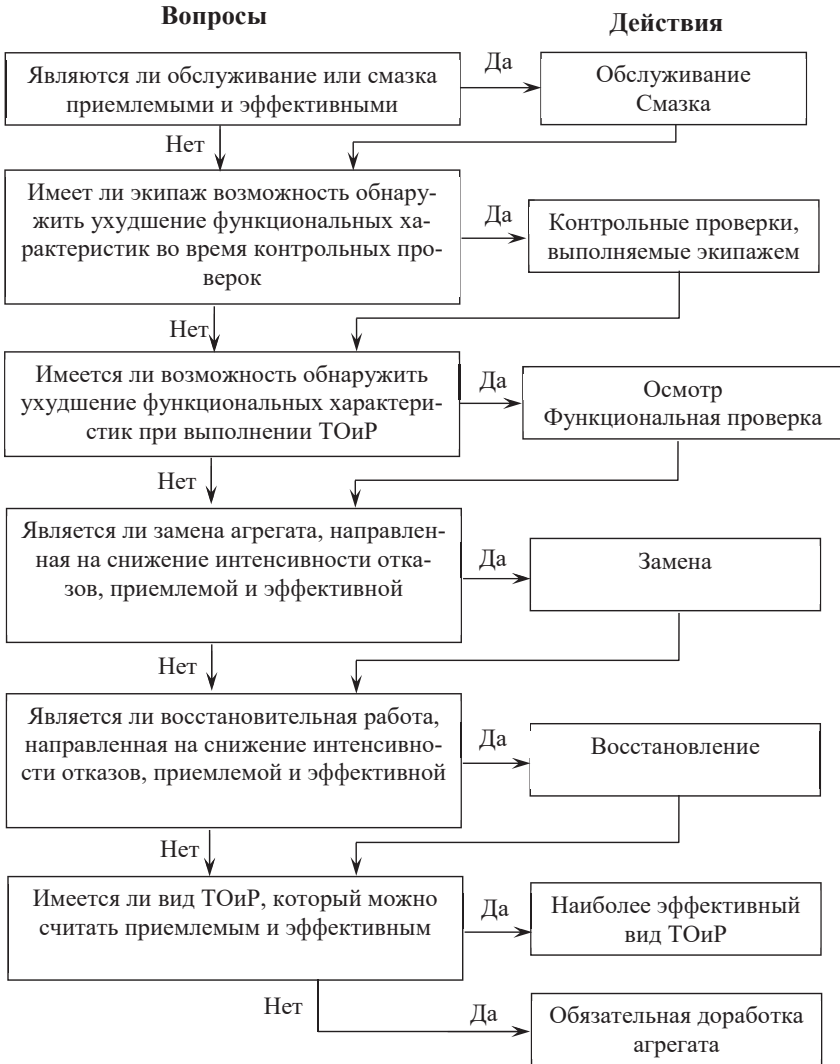 Вопросы
Действия
Являются ли обслуживание или смазка
приемлемыми и эффективными
Да
Обслуживание
Смазка
Нет
Имеет ли экипаж возможность обнару-
жить ухудшение функциональных ха-
рактеристик во время контрольных про-
верок
Да
Контрольные проверки,
выполняемые экипажем
Нет
Имеется ли возможность обнаружить
ухудшение функциональных характери-
стик при выполнении ТОиР
Да
Осмотр
Функциональная проверка
Нет
Является ли замена агрегата, направлен-
ная на снижение интенсивности отка-
зов, приемлемой и эффективной
Да
Замена
Нет
Является ли восстановительная работа,
направленная на снижение интенсивно-
сти отказов, приемлемой и эффективной
Да
Восстановление
Нет
Имеется ли вид ТОиР, который можно
считать приемлемым и эффективным
Да
Наиболее эффективный
вид ТОиР
Нет
Да
Обязательная доработка
агрегата